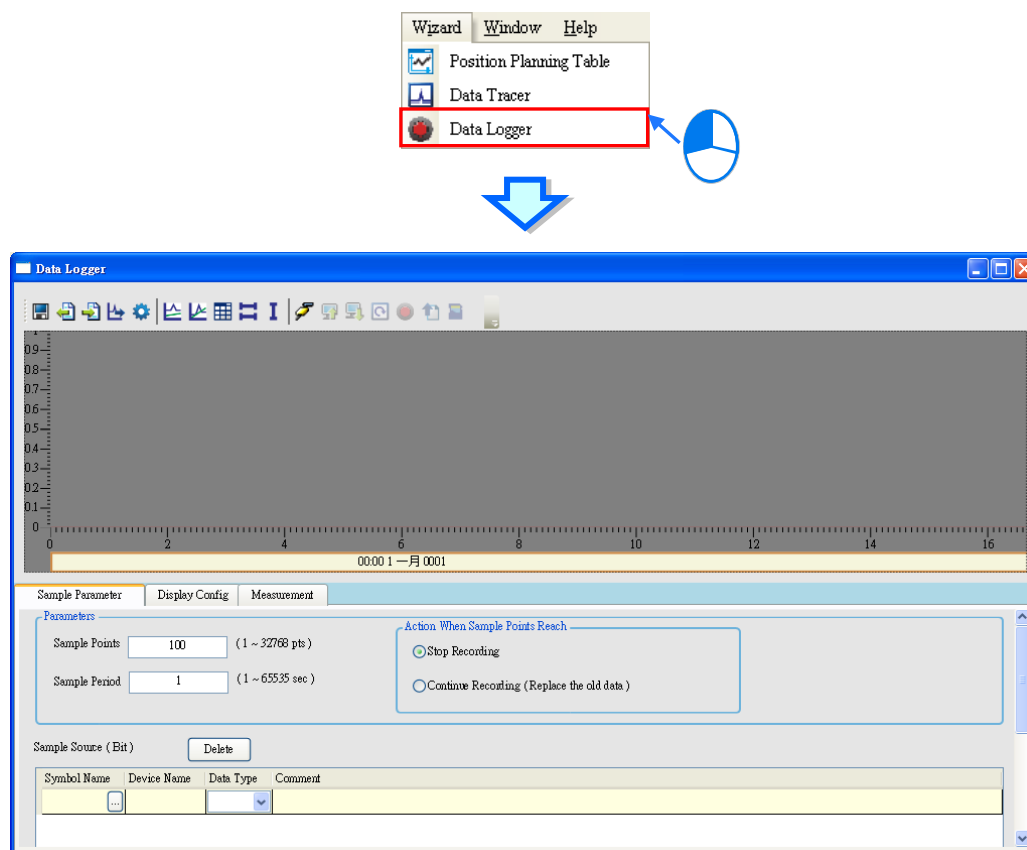 Wizard Window Help
Position Planning Table
Data Tracer
Data Logger
Data Logger
1
0.9
0.8
0.7
0.6
0.5
0.4
0.3
0.2
0.1
0
0 2 4 6 8 10 12 14 16
00:00 1 一月 0001
Sample Parameter Display Config Measurement
Parameters
Sample Points 100 ( 1 ~ 32768 pts )
Sample Period 1 ( 1 ~ 65535 sec )
Action When Sample Points Reach
Stop Recording
Continue Recording ( Replace the old data )
Sample Source ( Bit ) Delete
Symbol Name Device Name Data Type Comment
...